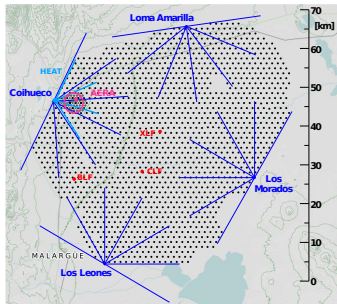 70
[km]
Loma Amarilla
60
HEAT
50
Coihueco
AERA
40
XLF
30
BLF
CLF
Los
Morados
20
10
MALARGUE
Los Leones
0